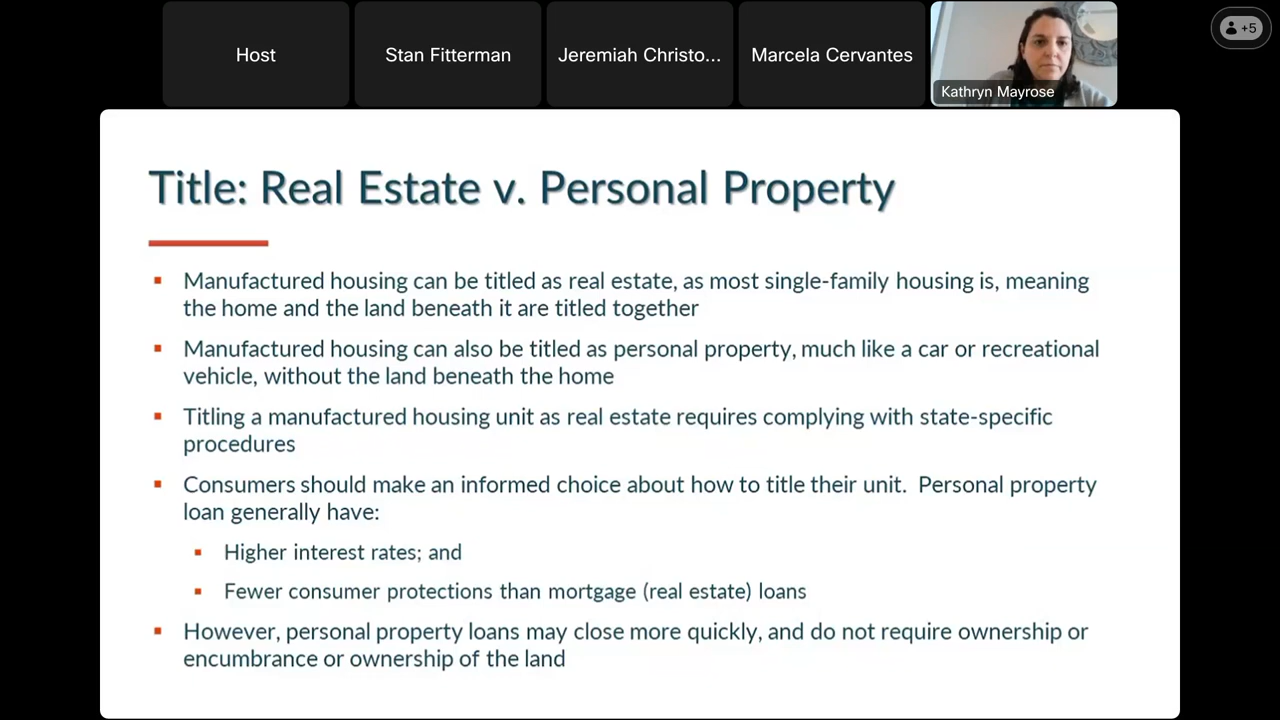 Host
Stan Fitterman
Jeremiah Christo...
Marcela Cervantes
Kathryn Mayrose
+5
Title: Real Estate v. Personal Property
▪ Manufactured housing can be titled as real estate, as most single-family housing is, meaning
the home and the land beneath it are titled together
▪ Manufactured housing can also be titled as personal property, much like a car or recreational
vehicle, without the land beneath the home
▪ Titling a manufactured housing unit as real estate requires complying with state-specific
procedures
▪ Consumers should make an informed choice about how to title their unit.  Personal property
loan generally have:
▪ Higher interest rates; and
▪ Fewer consumer protections than mortgage (real estate) loans
▪ However, personal property loans may close more quickly, and do not require ownership or
encumbrance or ownership of the land